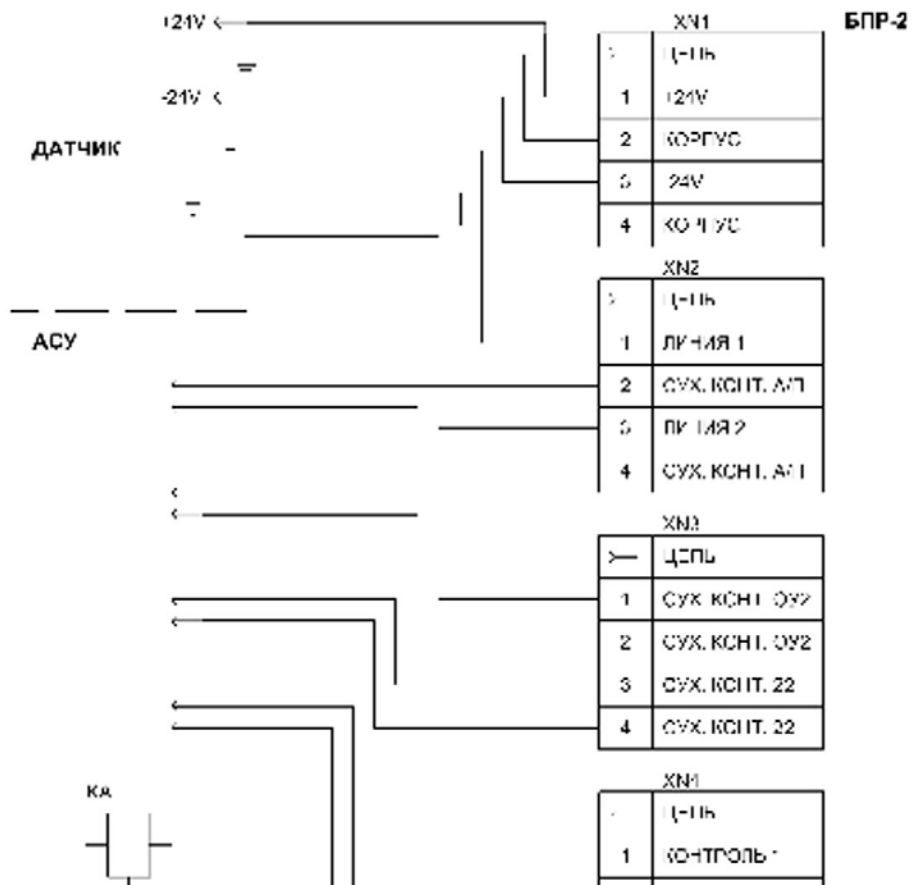 +24V
XN1
БПР-2
ЦЕПЬ
-24V
1 +24V
ДАТЧИК
2 КОРПУС
3 -24V
4 КОРПУС
XN2
ЦЕПЬ
АСУ
1 ЛИНИЯ 1
2 СУХ. КОНТ. А/П
3 ЛИНИЯ 2
4 СУХ. КОНТ. А/П
XN3
ЦЕПЬ
1 СУХ. КОНТ. ОУ2
2 СУХ. КОНТ. ОУ2
3 СУХ. КОНТ. 22
4 СУХ. КОНТ. 22
XN4
КА
ЦЕПЬ
1 КОНТРОЛЬ